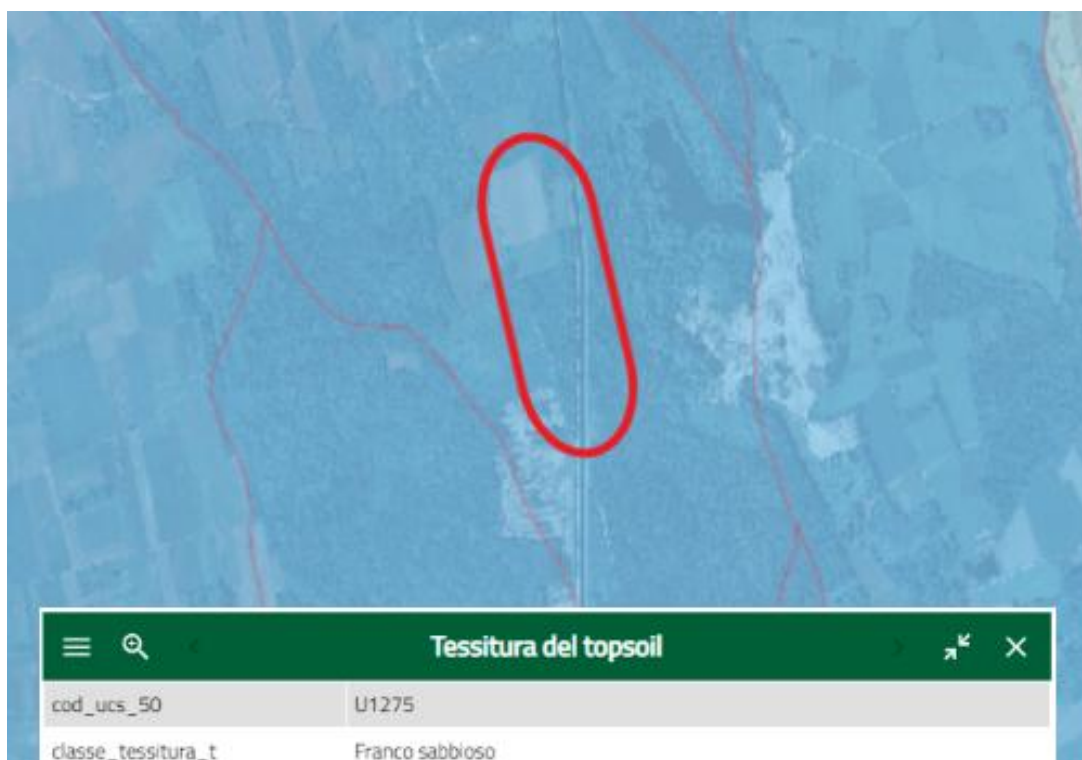 Tessitura del topsoil
cod_ucs_50 U1275
classe_tessitura_t Franco sabbioso